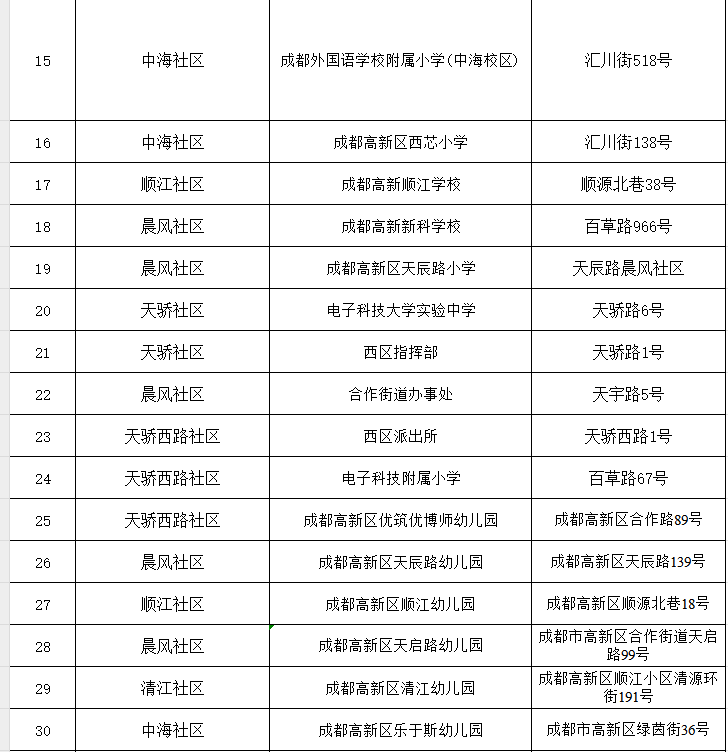 15 中海社区 成都外国语学校附属小学(中海校区) 汇川街518号
16 中海社区 成都高新区西芯小学 汇川街138号
17 顺江社区 成都高新顺江学校 顺源北巷38号
18 晨风社区 成都高新新科学校 百草路966号
19 晨风社区 成都高新区天辰路小学 天辰路晨风社区
20 天骄社区 电子科技大学实验中学 天骄路6号
21 天骄社区 西区指挥部 天骄路1号
22 晨风社区 合作街道办事处 天宇路5号
23 天骄西路社区 西区派出所 天骄西路1号
24 天骄西路社区 电子科技附属小学 百草路67号
25 天骄西路社区 成都高新区优筑优博师幼儿园 成都高新区合作路89号
26 晨风社区 成都高新区天辰路幼儿园 成都高新区天辰路139号
27 顺江社区 成都高新区顺江幼儿园 成都高新区顺源北巷18号
28 晨风社区 成都高新区天启路幼儿园 成都市高新区合作街道天启
路99号
29 清江社区 成都高新区清江幼儿园 成都高新区顺江小区清源环
街191号
30 中海社区 成都高新区乐于斯幼儿园 成都市高新区绿茵街36号